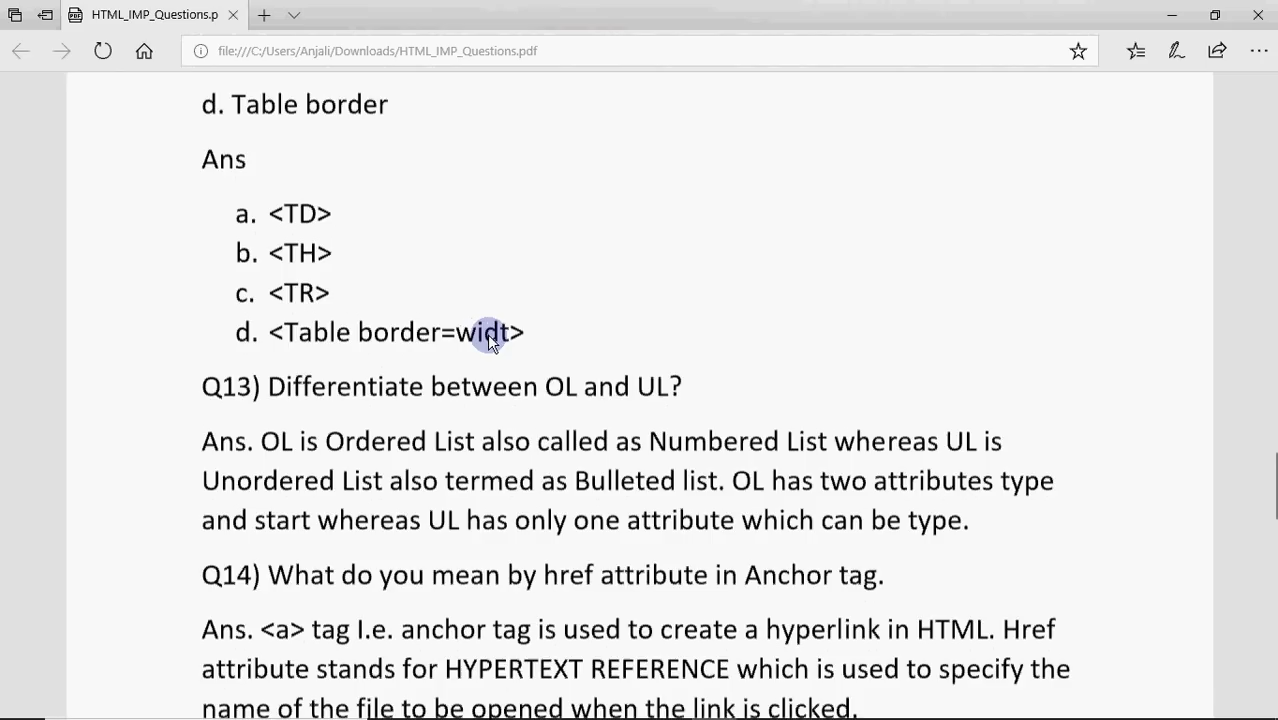 HTML_IMP_Questions.p
file:///C:/Users/Anjali/Downloads/HTML_IMP_Questions.pdf
d. Table border
Ans
a. <TD>
b. <TH>
c. <TR>
d. <Table border=widt>
Q13) Differentiate between OL and UL?
Ans. OL is Ordered List also called as Numbered List whereas UL is
Unordered List also termed as Bulleted list. OL has two attributes type
and start whereas UL has only one attribute which can be type.
Q14) What do you mean by href attribute in Anchor tag.
Ans. <a> tag I.e. anchor tag is used to create a hyperlink in HTML. Href
attribute stands for HYPERTEXT REFERENCE which is used to specify the
name of the file to be opened when the link is clicked.